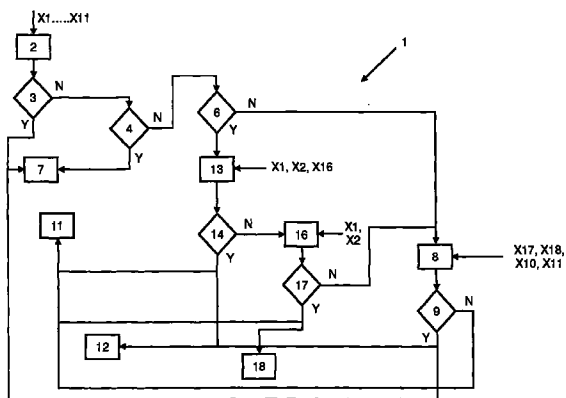 X1.....X11
1
2
3
N
Y
4
N
Y
6
N
Y
7
13
X1, X2, X16
11
14
N
Y
16
X1,
X2
17
N
Y
8
X17, X18,
X10, X11
9
N
Y
12
18